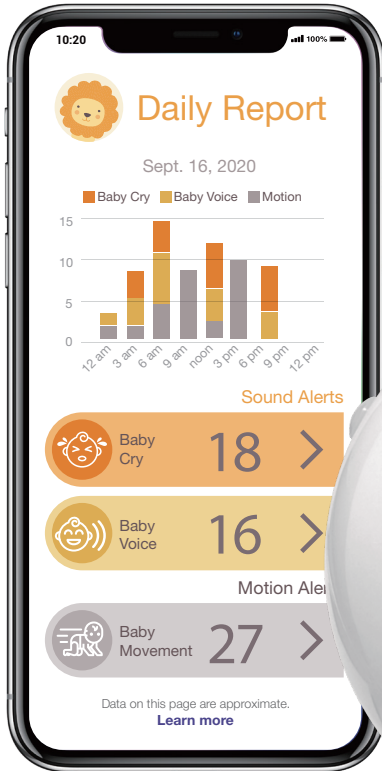 10:20
100%
Daily Report
Sept. 16, 2020
Baby Cry Baby Voice Motion
15
10
5
0
12 am 3 am 6 am 9 am noon 3 pm 6 pm 9 pm 12 pm
Sound Alerts
Baby
Cry
18
Baby
Voice
16
Motion Aler
Baby
Movement
27
Data on this page are approximate.
Learn more